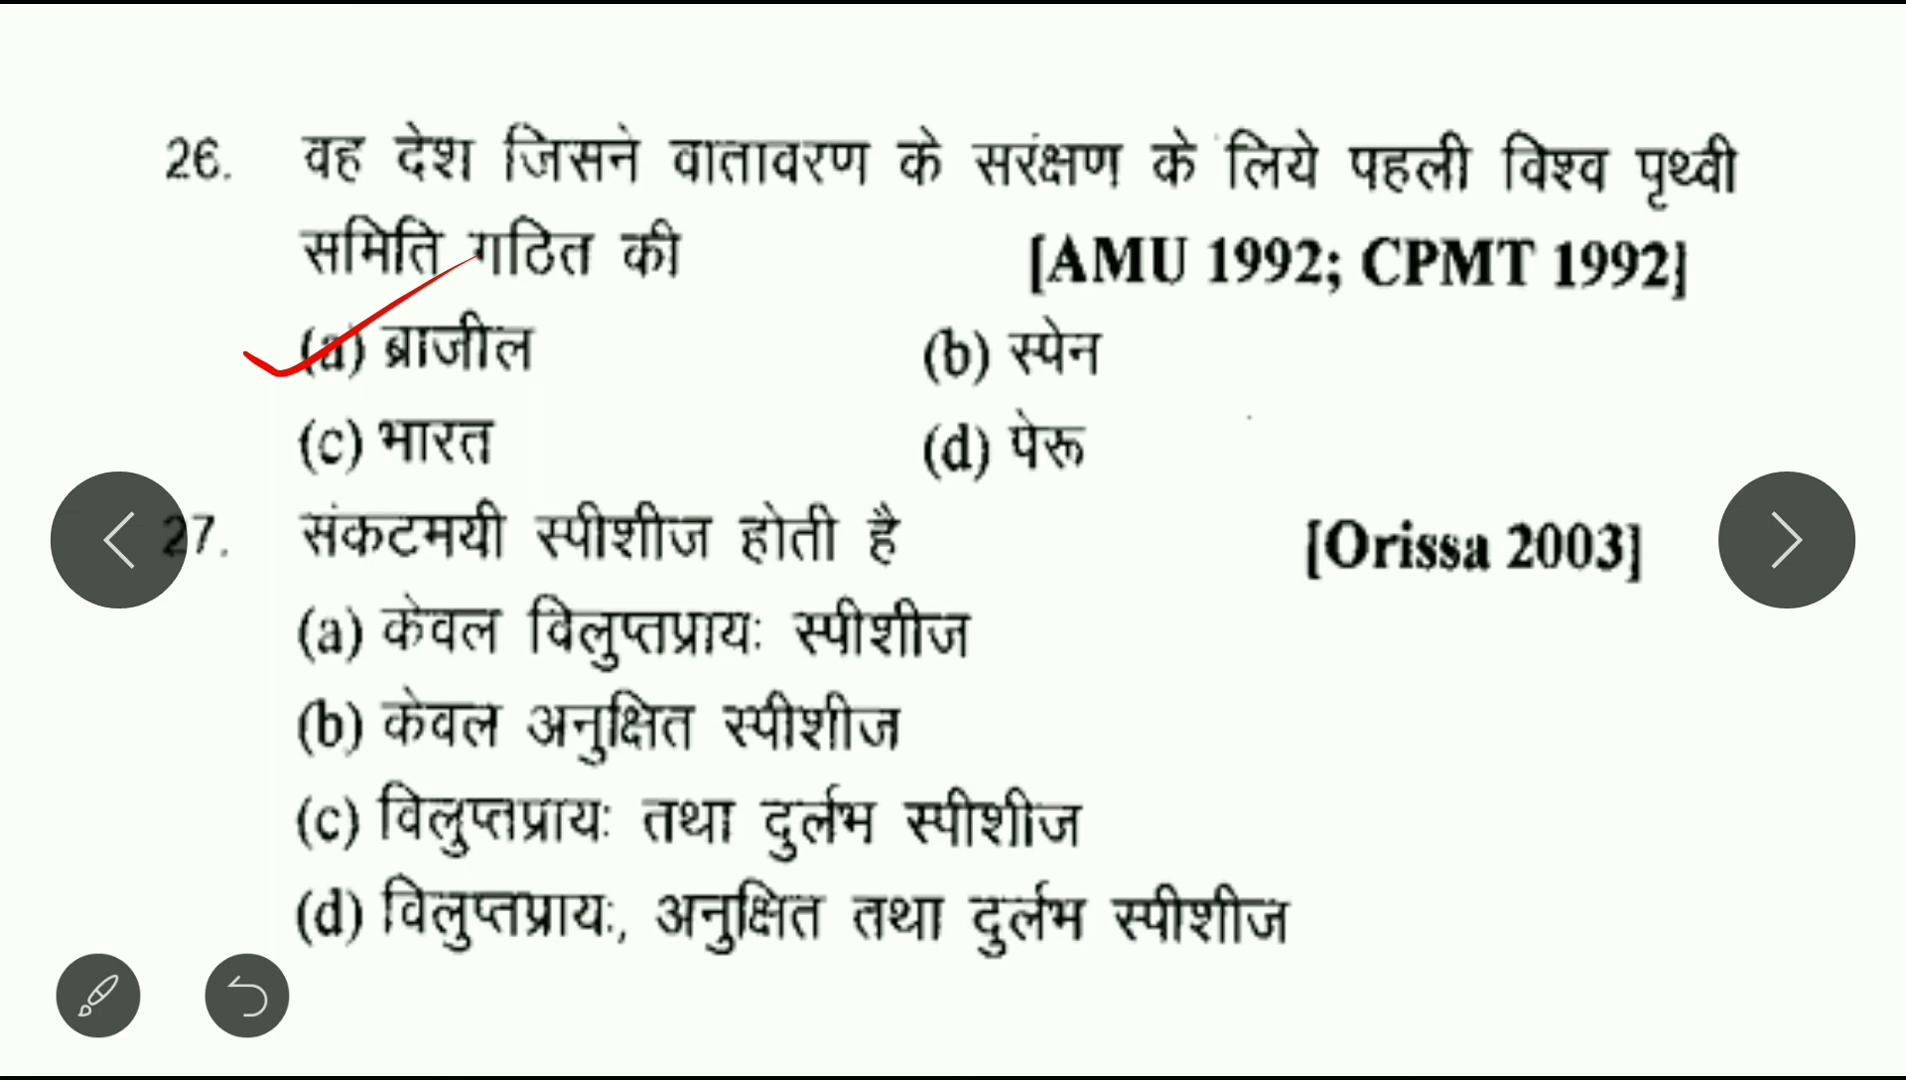 26. वह देश जिसने वातावरण के सरंक्षण के लिये पहली विश्व पृथ्वी
समिति गठित की [AMU 1992; CPMT 1992]
(a) ब्राजील (b) स्पेन
(c) भारत (d) पेरू
27. संकटमयी स्पीशीज होती है [Orissa 2003]
(a) केवल विलुप्तप्रायः स्पीशीज
(b) केवल अनुक्षित स्पीशीज
(c) विलुप्तप्रायः तथा दुर्लभ स्पीशीज
(d) विलुप्तप्रायः, अनुक्षित तथा दुर्लभ स्पीशीज